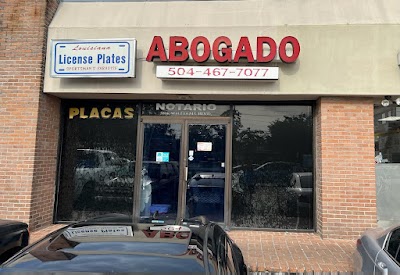 Louisiana
License Plates
ABOGADO
504-467-7077
PLACAS
NOTARIO